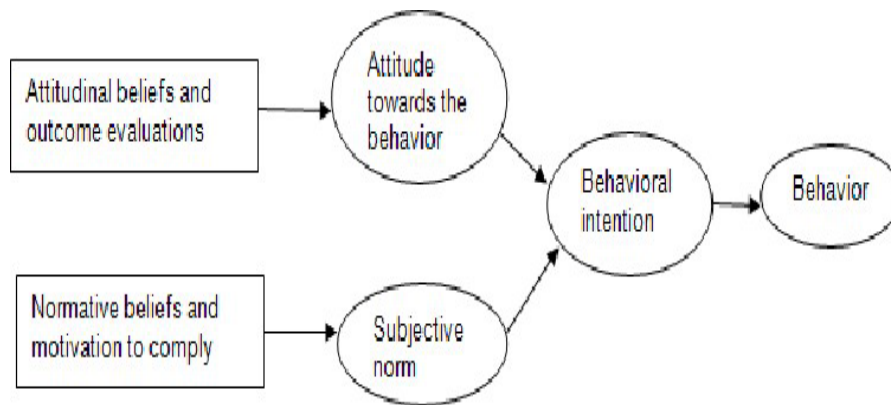 Attitudinal beliefs and
outcome evaluations
Attitude
towards the
behavior
Behavioral
intention
Behavior
Normative beliefs and
motivation to comply
Subjective
norm